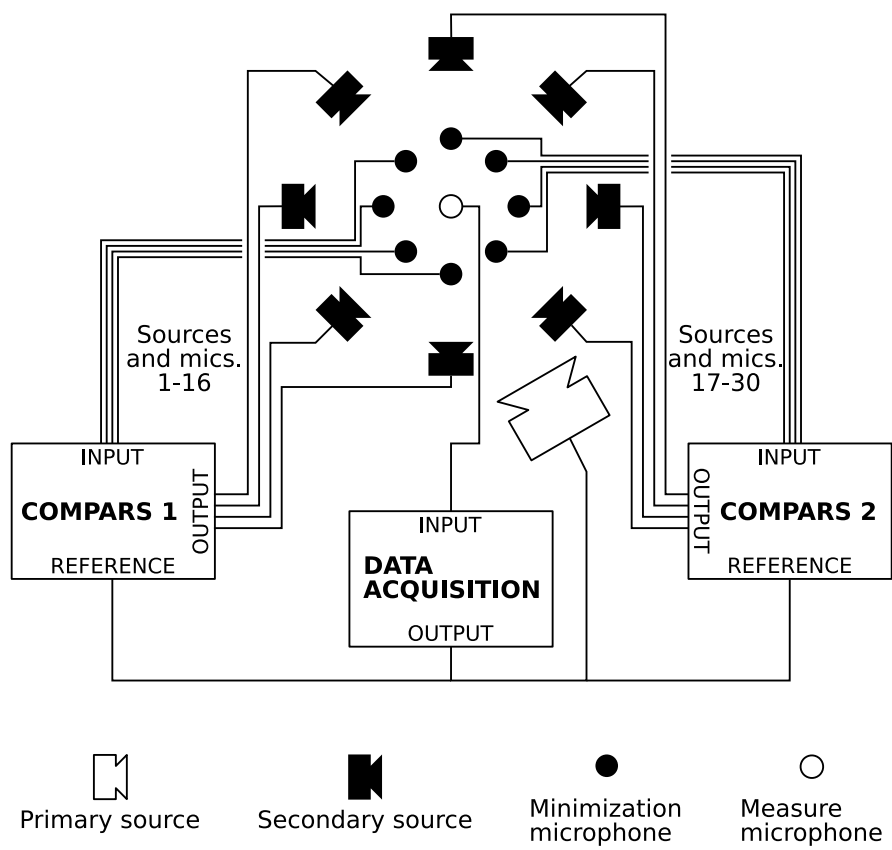 Sources
and mics.
1-16
Sources
and mics.
17-30
INPUT
COMPARS 1
OUTPUT
REFERENCE
INPUT
DATA
ACQUISITION
OUTPUT
INPUT
OUTPUT
COMPARS 2
REFERENCE
Primary source
Secondary source
Minimization
microphone
Measure
microphone